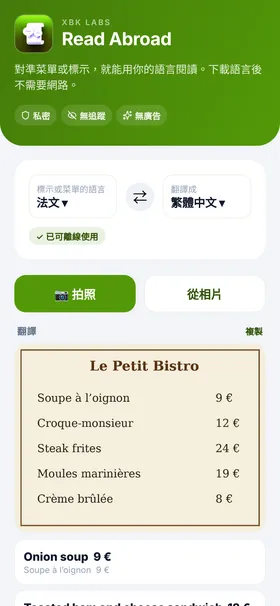 XBK LABS
Read Abroad
對準菜單或標示，就能用你的語言閱讀。下載語言後
不需要網路。
私密
無追蹤
無廣告
標示或菜單的語言
法文 ▾
翻譯成
繁體中文 ▾
✓ 已可離線使用
拍照
從相片
翻譯
複製
Le Petit Bistro
Soupe à l’oignon 9 €
Croque-monsieur 12 €
Steak frites 24 €
Moules marinières 19 €
Crème brûlée 8 €
Onion soup 9 €
Soupe à l'oignon 9 €